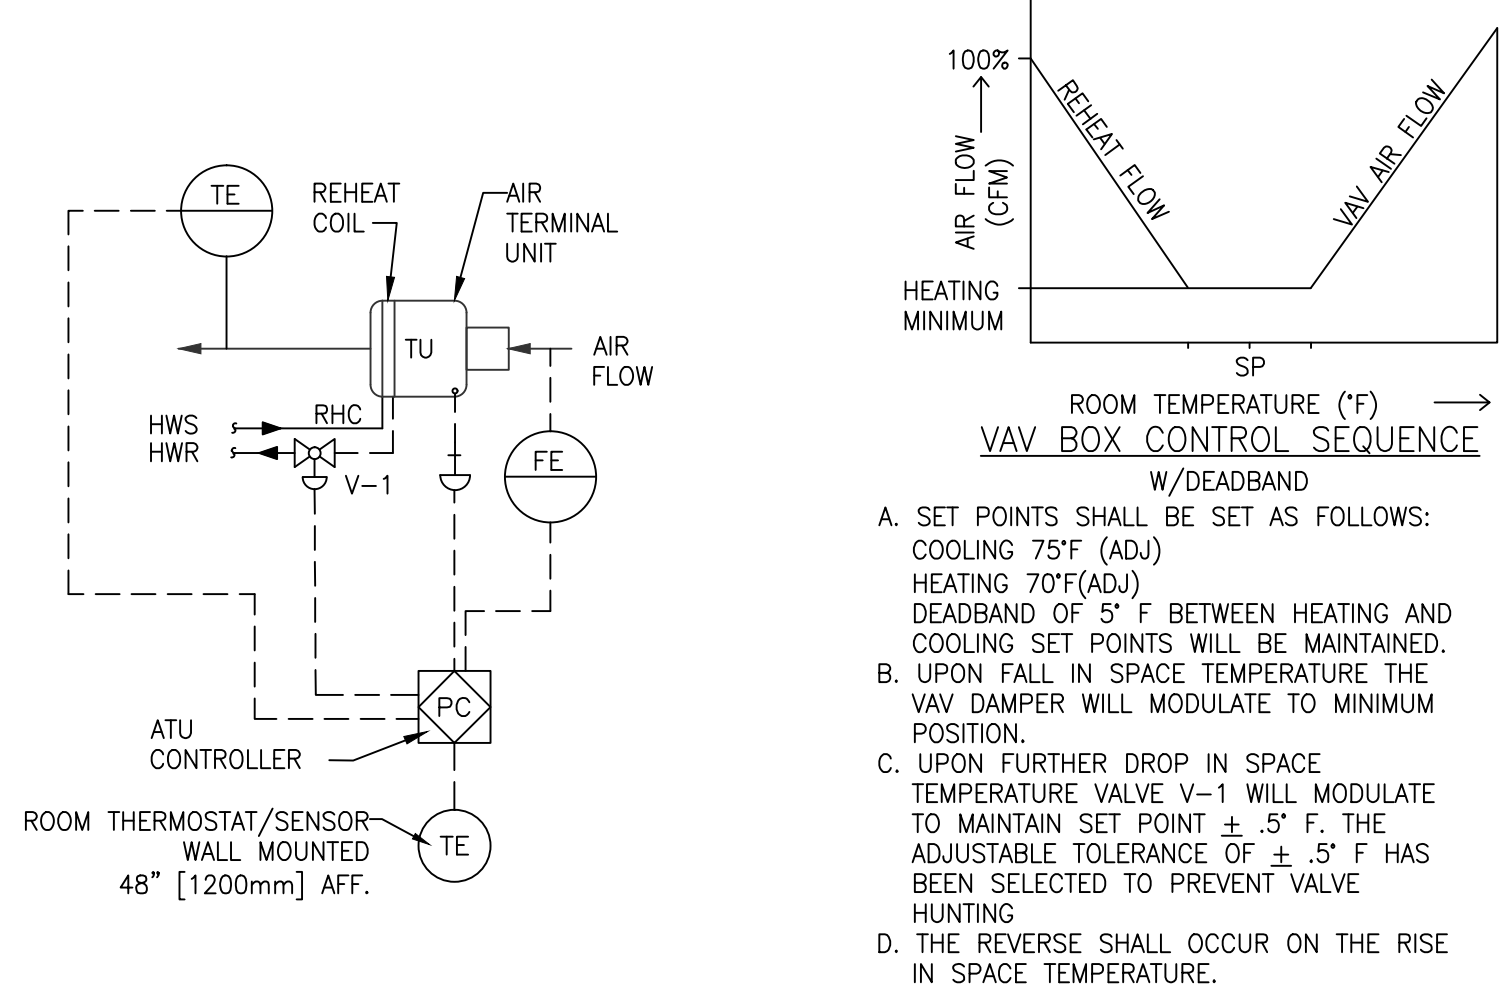 TE
REHEAT
COIL
AIR
TERMINAL
UNIT
TU
AIR
FLOW
HWS
RHC
HWR
V-1
FE
PC
ATU
CONTROLLER
ROOM THERMOSTAT/SENSOR
WALL MOUNTED
48" [1200mm] AFF.
TE
100%
AIR FLOW
(CFM)
REHEAT FLOW
VAV AIR FLOW
HEATING
MINIMUM
SP
ROOM TEMPERATURE (°F)
VAV BOX CONTROL SEQUENCE
W/DEADBAND
A. SET POINTS SHALL BE SET AS FOLLOWS:
COOLING 75°F (ADJ)
HEATING 70°F(ADJ)
DEADBAND OF 5° F BETWEEN HEATING AND
COOLING SET POINTS WILL BE MAINTAINED.
B. UPON FALL IN SPACE TEMPERATURE THE
VAV DAMPER WILL MODULATE TO MINIMUM
POSITION.
C. UPON FURTHER DROP IN SPACE
TEMPERATURE VALVE V-1 WILL MODULATE
TO MAINTAIN SET POINT ± .5° F. THE
ADJUSTABLE TOLERANCE OF ± .5° F HAS
BEEN SELECTED TO PREVENT VALVE
HUNTING
D. THE REVERSE SHALL OCCUR ON THE RISE
IN SPACE TEMPERATURE.